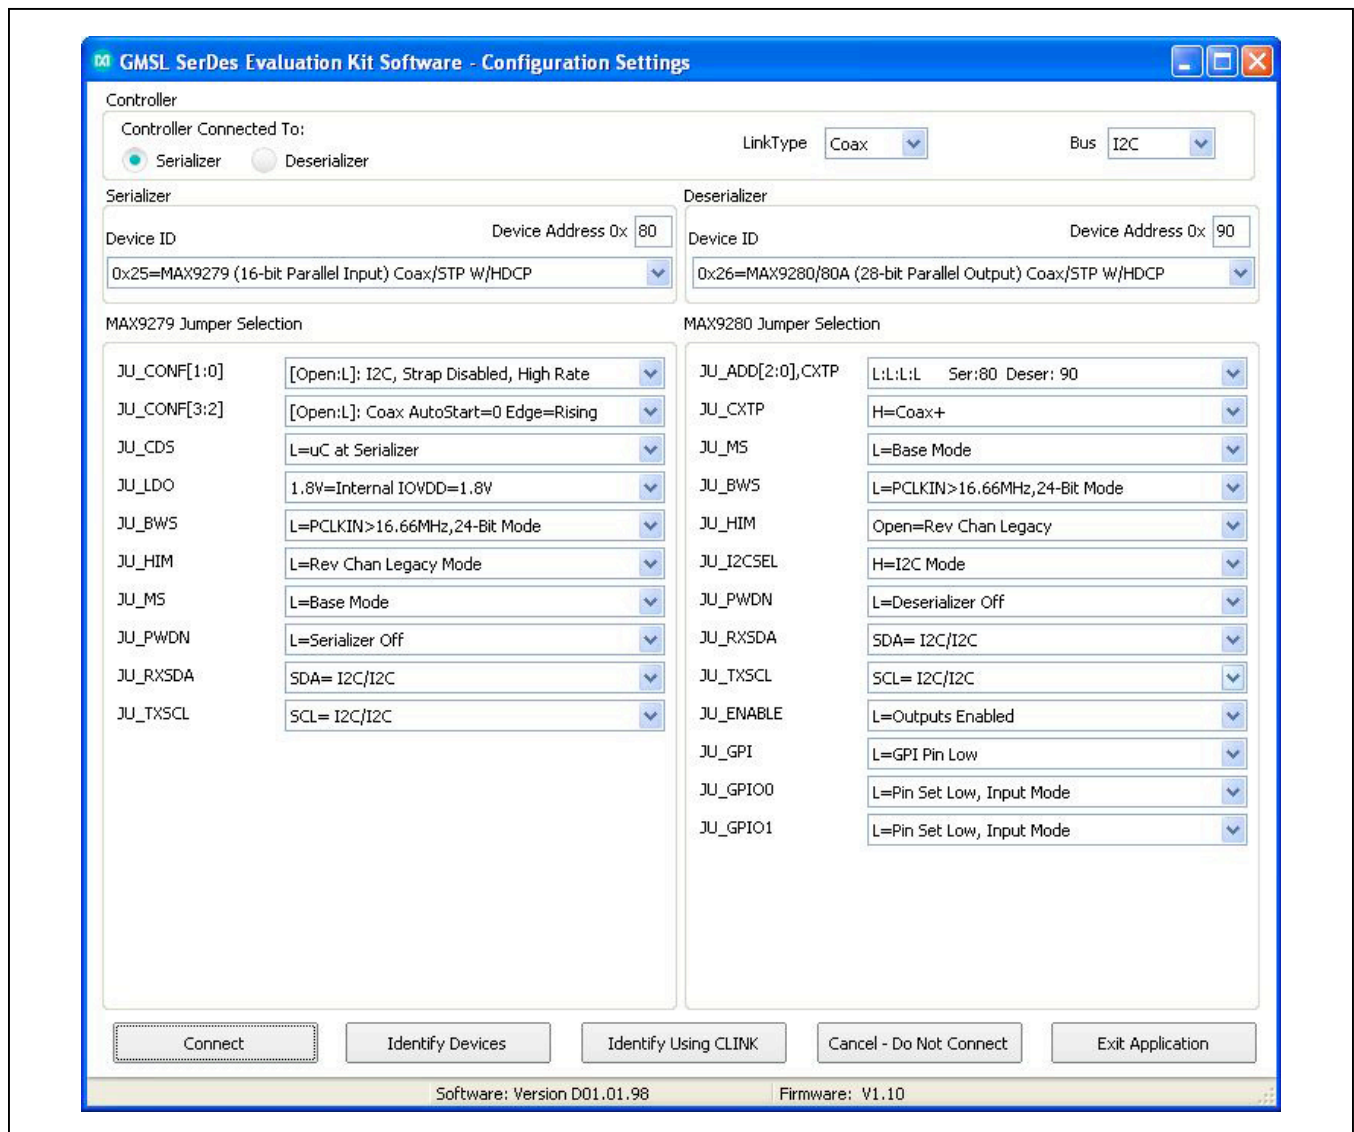 GMSL SerDes Evaluation Kit Software - Configuration Settings
Controller
Controller Connected To:
Serializer
Deserializer
LinkType
Coax
Bus
I2C
Serializer
Device ID
Device Address 0x
80
0x25=MAX9279 (16-bit Parallel Input) Coax/STP W/HDCP
Deserializer
Device ID
Device Address 0x
90
0x26=MAX9280/80A (28-bit Parallel Output) Coax/STP W/HDCP
MAX9279 Jumper Selection
JU_CONF[1:0]
[Open:L]: I2C, Strap Disabled, High Rate
JU_CONF[3:2]
[Open:L]: Coax AutoStart=0 Edge=Rising
JU_CDS
L=uC at Serializer
JU_LDO
1.8V=Internal IOVDD=1.8V
JU_BWS
L=PCLKIN>16.66MHz,24-Bit Mode
JU_HIM
L=Rev Chan Legacy Mode
JU_MS
L=Base Mode
JU_PWDN
L=Serializer Off
JU_RXSDA
SDA= I2C/I2C
JU_TXSCL
SCL= I2C/I2C
MAX9280 Jumper Selection
JU_ADD[2:0],CXTP
L:L:L:L Ser:80 Deser: 90
JU_CXTP
H=Coax+
JU_MS
L=Base Mode
JU_BWS
L=PCLKIN>16.66MHz,24-Bit Mode
JU_HIM
Open=Rev Chan Legacy
JU_I2CSEL
H=I2C Mode
JU_PWDN
L=Deserializer Off
JU_RXSDA
SDA= I2C/I2C
JU_TXSCL
SCL= I2C/I2C
JU_ENABLE
L=Outputs Enabled
JU_GPI
L=GPI Pin Low
JU_GPIO0
L=Pin Set Low, Input Mode
JU_GPIO1
L=Pin Set Low, Input Mode
Connect
Identify Devices
Identify Using CLINK
Cancel - Do Not Connect
Exit Application
Software: Version D01.01.98
Firmware: V1.10